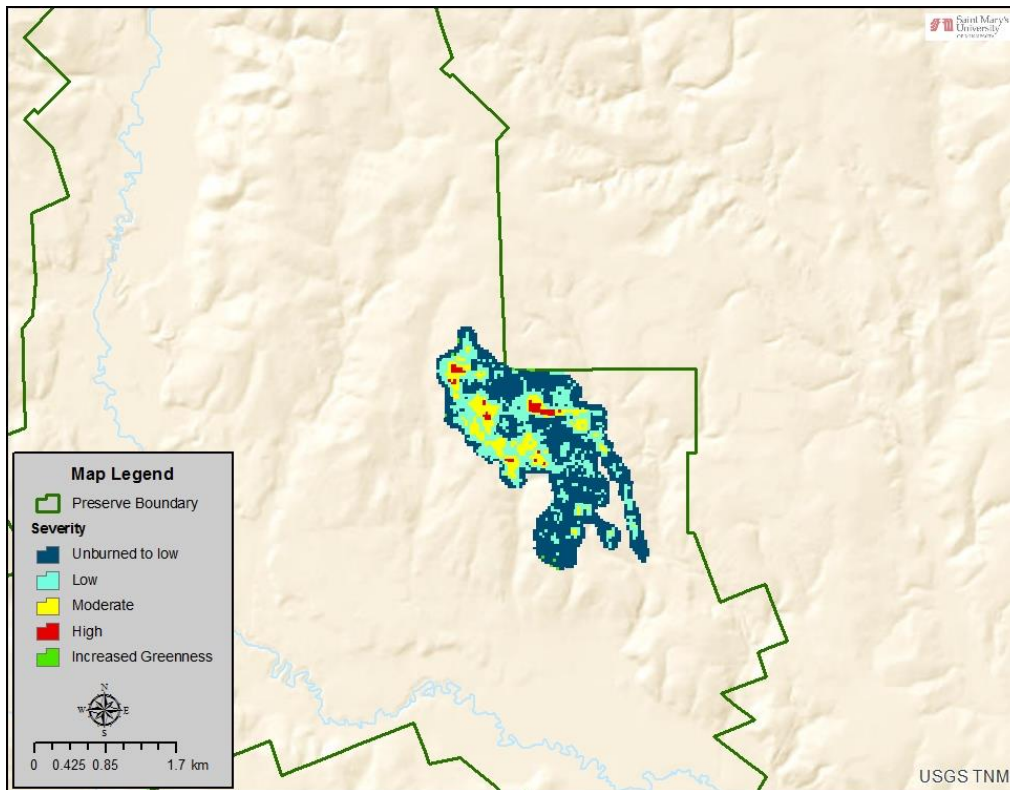 Saint Mary's
University
Map Legend
Preserve Boundary
Severity
Unburned to low
Low
Moderate
High
Increased Greenness
N
W
E
S
0 0.425 0.85 1.7 km
USGS TNM